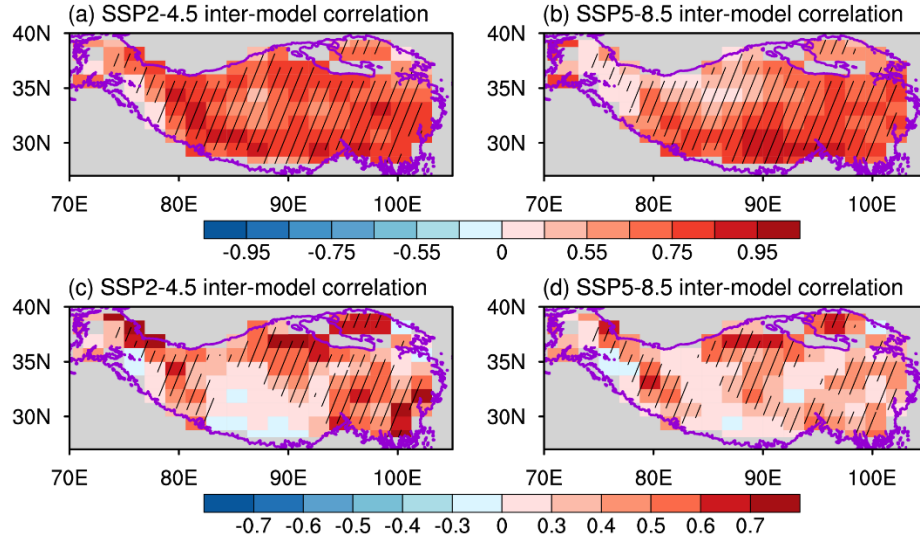 (a) SSP2-4.5 inter-model correlation
(b) SSP5-8.5 inter-model correlation
40N
35N
30N
70E 80E 90E 100E
40N
35N
30N
70E 80E 90E 100E
-0.95 -0.75 -0.55 0 0.55 0.75 0.95
(c) SSP2-4.5 inter-model correlation
(d) SSP5-8.5 inter-model correlation
40N
35N
30N
70E 80E 90E 100E
40N
35N
30N
70E 80E 90E 100E
-0.7 -0.6 -0.5 -0.4 -0.3 0 0.3 0.4 0.5 0.6 0.7